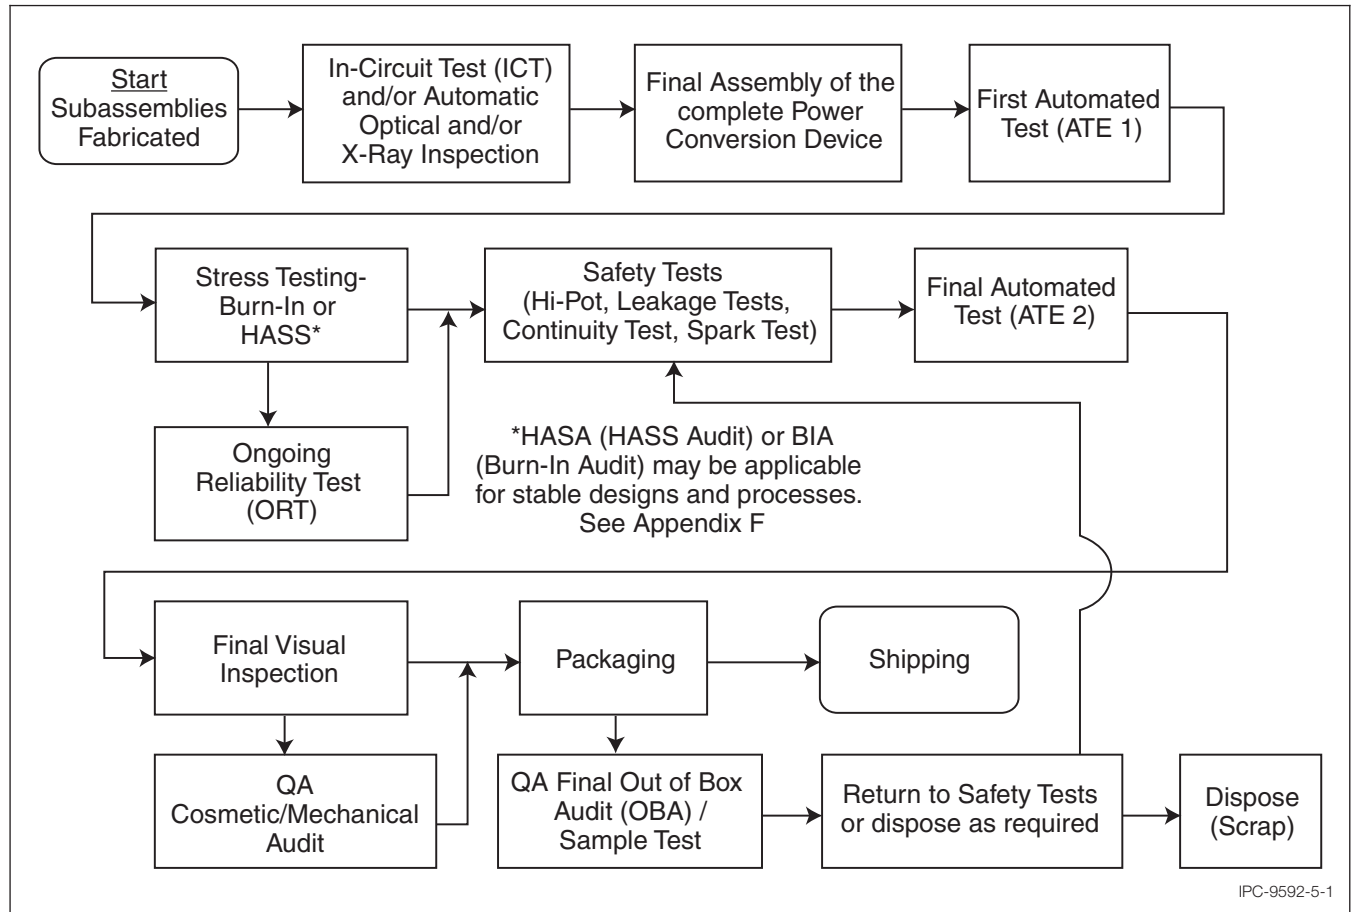 Start
Subassemblies
Fabricated
In-Circuit Test (ICT)
and/or Automatic
Optical and/or
X-Ray Inspection
Final Assembly of the
complete Power
Conversion Device
First Automated
Test (ATE 1)
Stress Testing-
Burn-In or
HASS*
Safety Tests
(Hi-Pot, Leakage Tests,
Continuity Test, Spark Test)
Final Automated
Test (ATE 2)
Ongoing
Reliability Test
(ORT)
*HASA (HASS Audit) or BIA
(Burn-In Audit) may be applicable
for stable designs and processes.
See Appendix F
Final Visual
Inspection
Packaging
Shipping
QA
Cosmetic/Mechanical
Audit
QA Final Out of Box
Audit (OBA) /
Sample Test
Return to Safety Tests
or dispose as required
Dispose
(Scrap)
IPC-9592-5-1